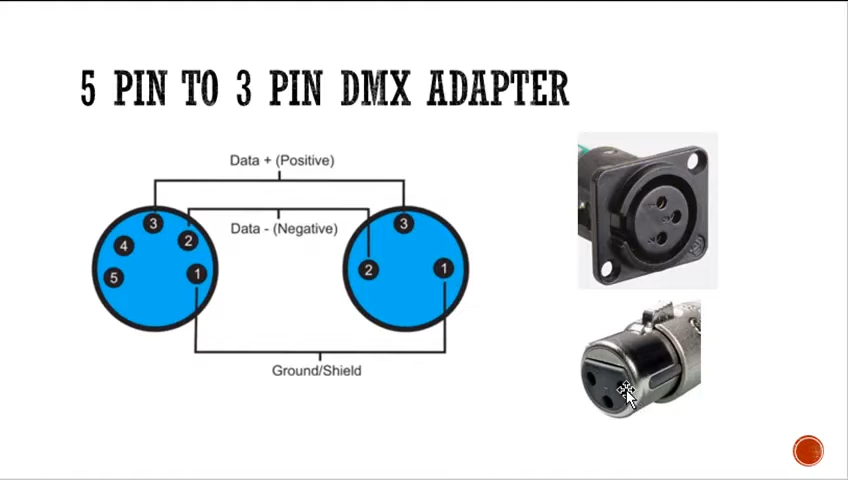 5 PIN TO 3 PIN DMX ADAPTER
Data + (Positive)
3
3
4
2
Data - (Negative)
5
1
2
1
Ground/Shield